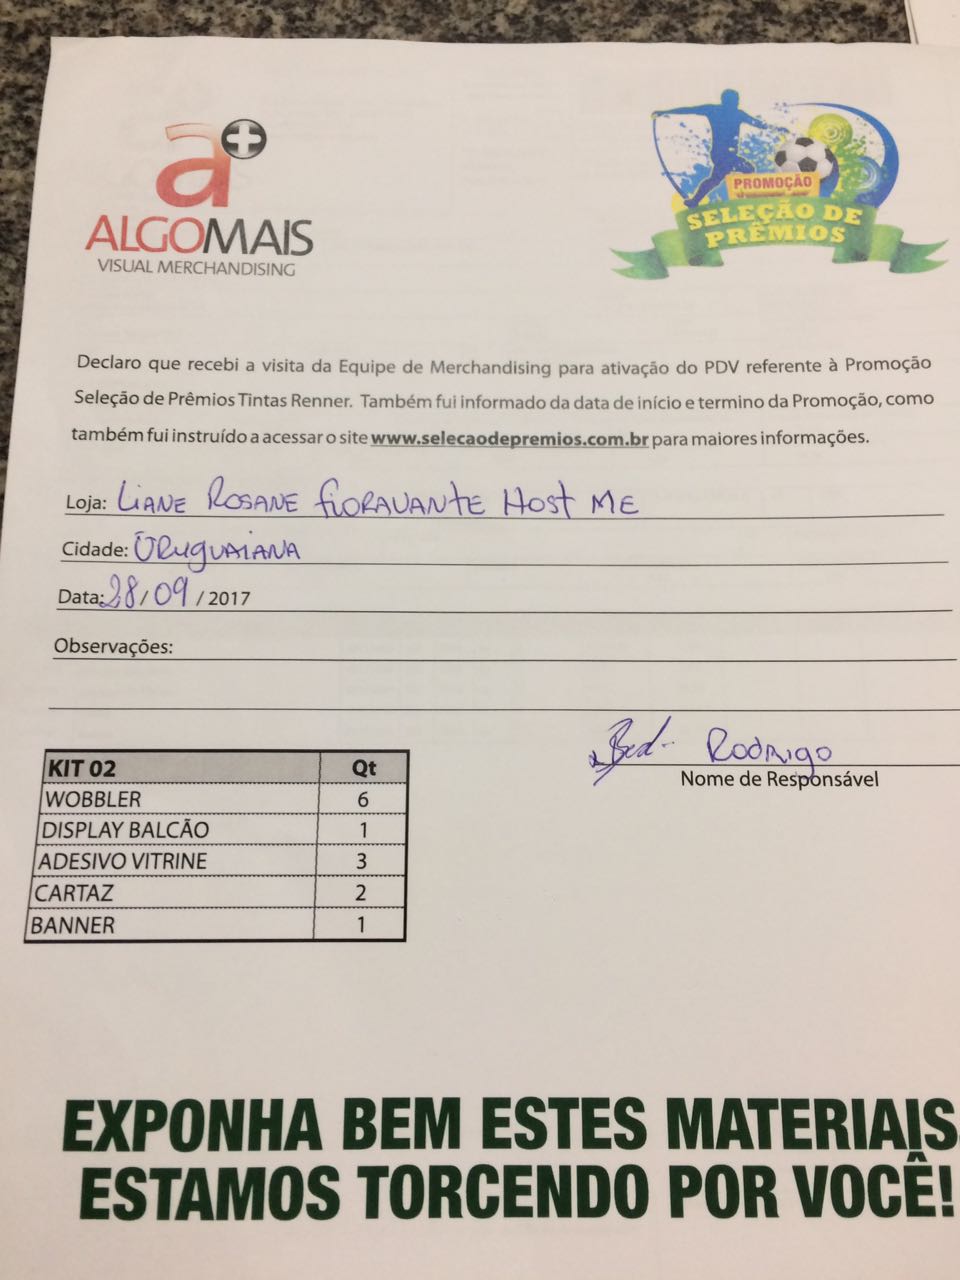 a+
ALGOMAIS
VISUAL MERCHANDISING
PROMOÇÃO
SELEÇÃO DE
PRÊMIOS
Declaro que recebi a visita da Equipe de Merchandising para ativação do PDV referente à Promoção
Seleção de Prêmios Tintas Renner. Também fui informado da data de início e termino da Promoção, como
também fui instruído a acessar o site www.selecaodepremios.com.br para maiores informações.
Loja: LIANE ROSANE FIORAVANTE HOST ME
Cidade: URUGUAIANA
Data: 28/09/2017
Observações:
Rodrigo
Nome de Responsável
KIT 02 Qt
WOBBLER 6
DISPLAY BALCÃO 1
ADESIVO VITRINE 3
CARTAZ 2
BANNER 1
EXPONHA BEM ESTES MATERIAIS.
ESTAMOS TORCENDO POR VOCÊ!